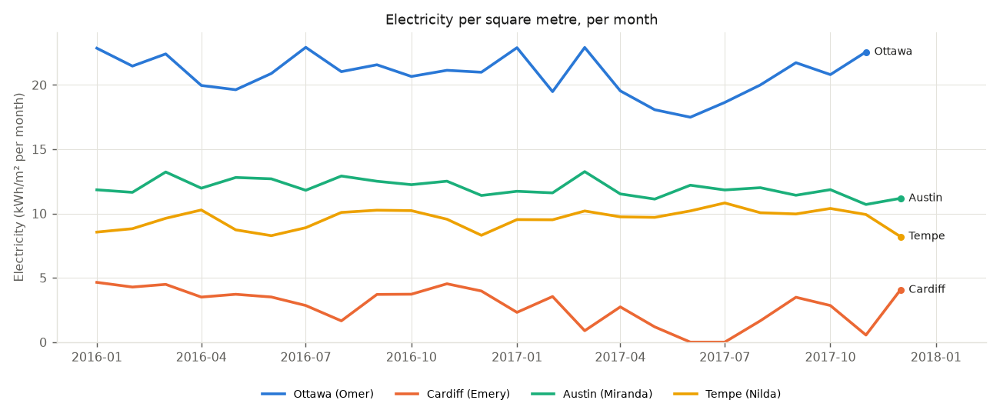 Electricity per square metre, per month
Electricity (kWh/m² per month)
20
15
10
5
0
Ottawa
Austin
Tempe
Cardiff
2016-01 2016-04 2016-07 2016-10 2017-01 2017-04 2017-07 2017-10 2018-01
Ottawa (Omer) Cardiff (Emery) Austin (Miranda) Tempe (Nilda)